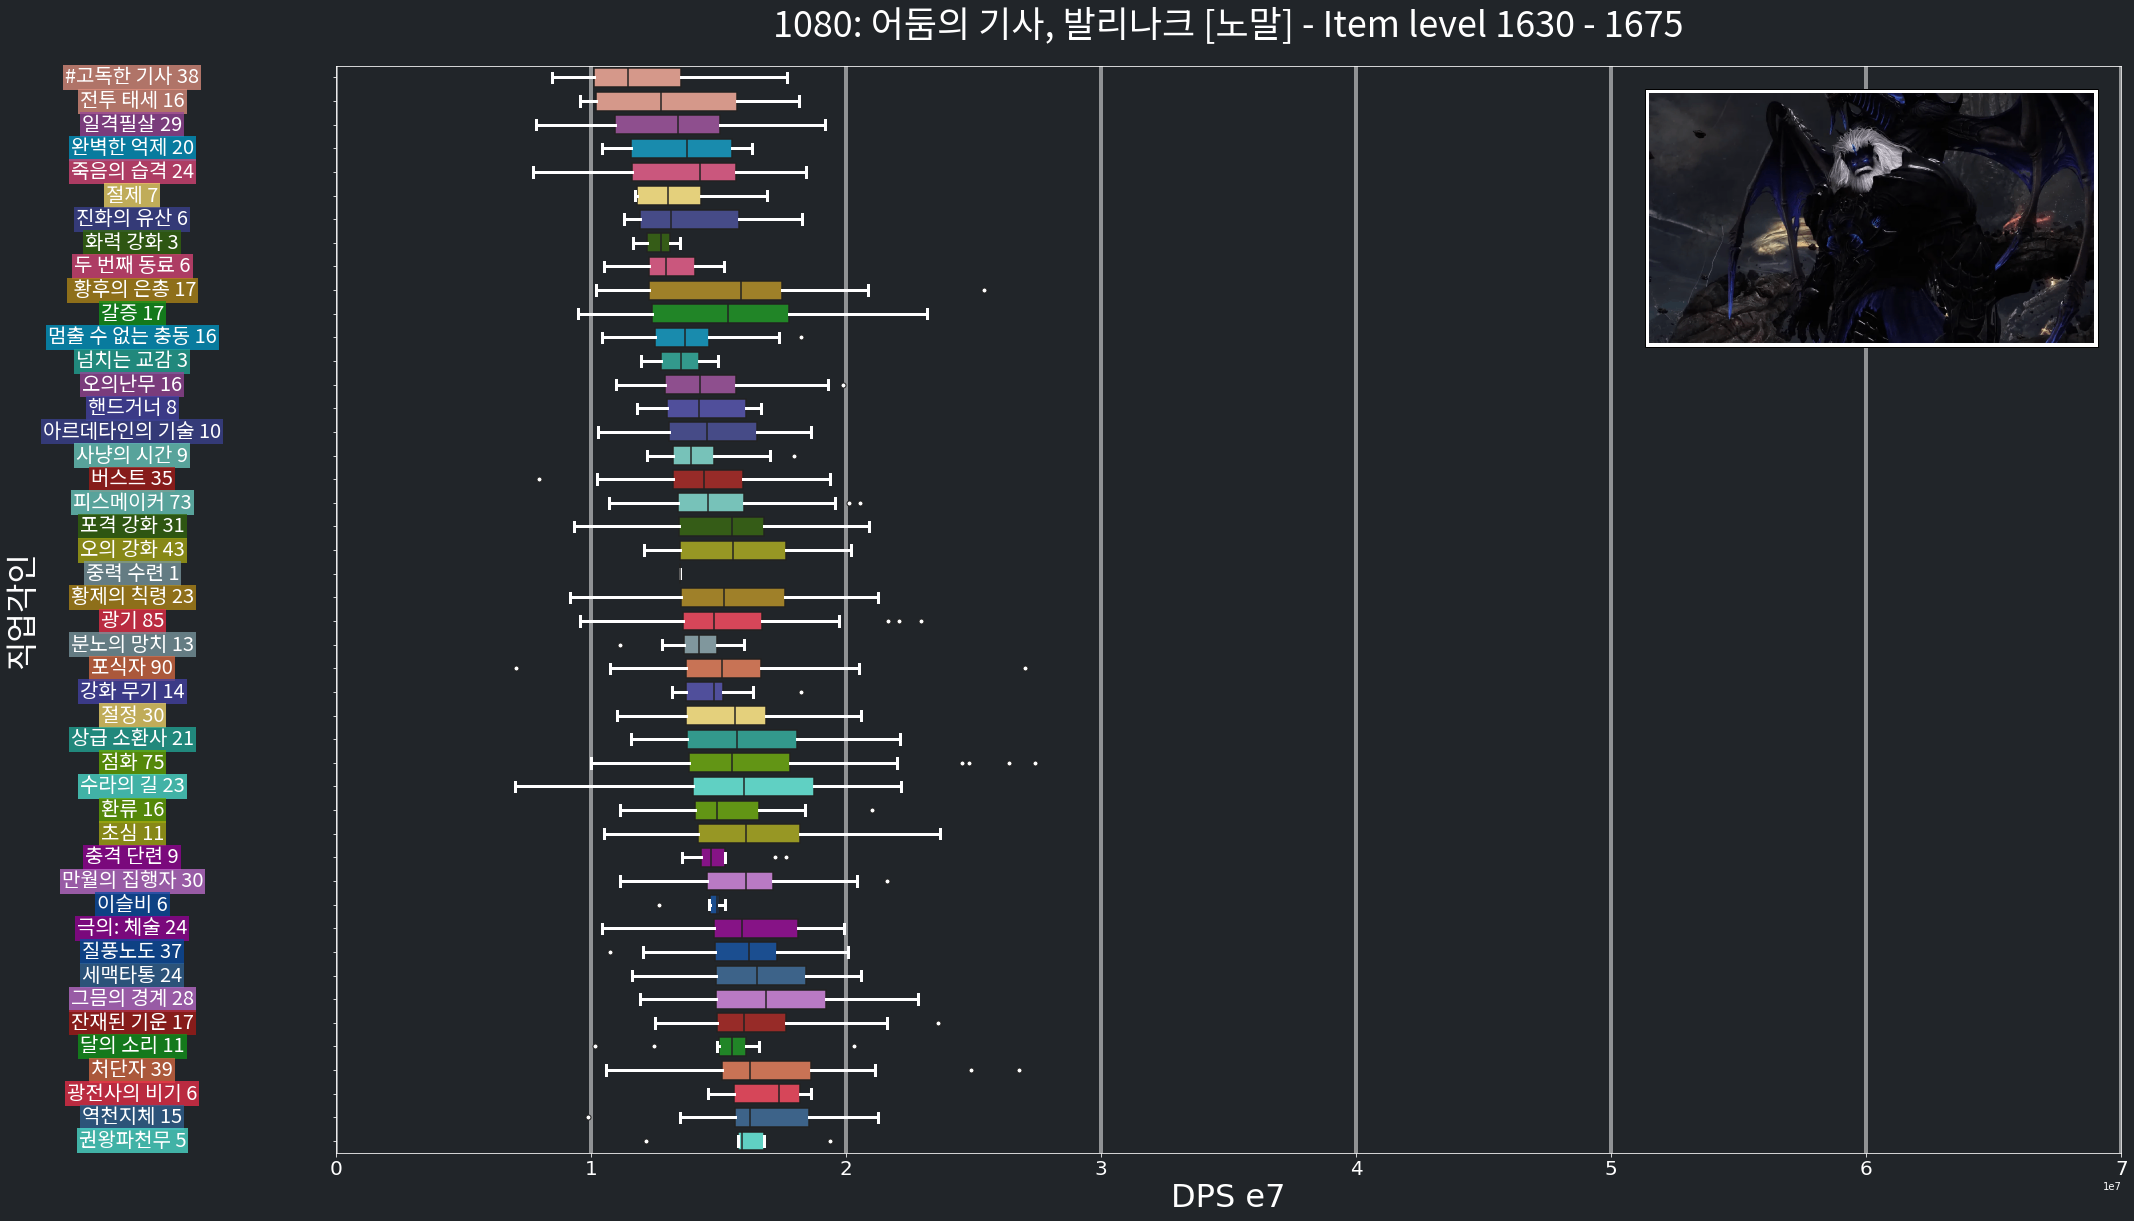 1080: 어둠의 기사, 발리나크 [노말] - Item level 1630 - 1675
#고독한 기사 38
전투 태세 16
일격필살 29
완벽한 억제 20
죽음의 습격 24
절제 7
진화의 유산 6
화력 강화 3
두 번째 동료 6
황후의 은총 17
갈증 17
멈출 수 없는 충동 16
넘치는 교감 3
오의난무 16
핸드거너 8
아르데타인의 기술 10
사냥의 시간 9
버스트 35
피스메이커 73
포격 강화 31
오의 강화 43
중력 수련 1
황제의 칙령 23
광기 85
분노의 망치 13
포식자 90
강화 무기 14
절정 30
상급 소환사 21
점화 75
수라의 길 23
환류 16
초심 11
충격 단련 9
만월의 집행자 30
이슬비 6
극의: 체술 24
질풍노도 37
세맥타통 24
그믐의 경계 28
잔재된 기운 17
달의 소리 11
처단자 39
광전사의 비기 6
역천지체 15
권왕파천무 5
직업각인
0 1 2 3 4 5 6 7
1e7
DPS e7